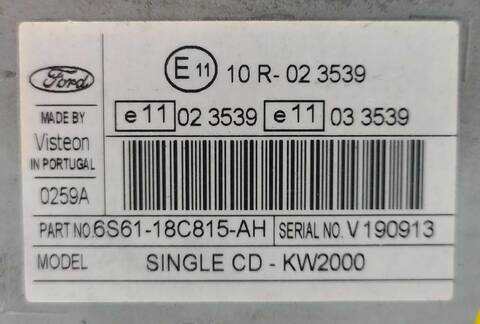 Ford
E 11 10 R- 02 3539
MADE BY
Visteon
IN PORTUGAL
e 11 02 3539 e 11 03 3539
0259A
PART NO. 6S61-18C815-AH SERIAL NO. V 190913
MODEL SINGLE CD - KW2000